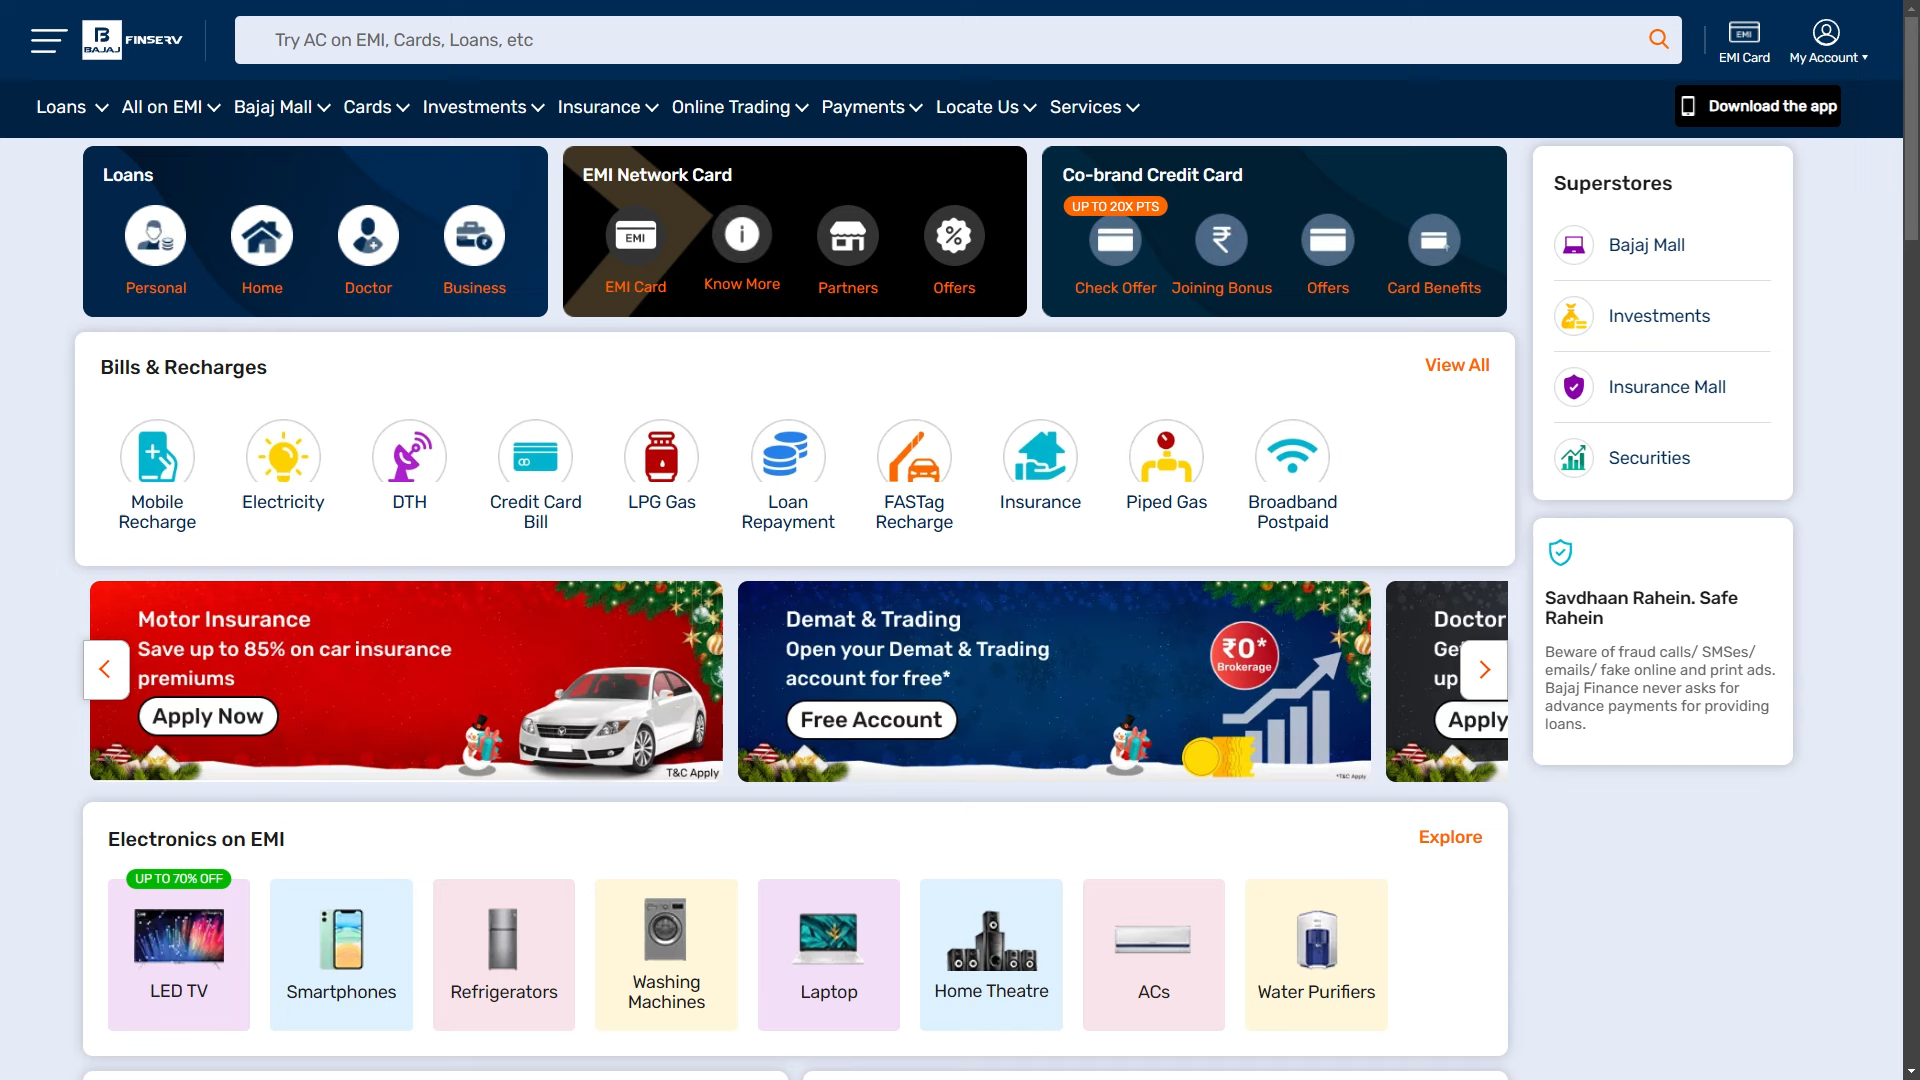 B
BAJAJ
FINSERV
Try AC on EMI, Cards, Loans, etc
EMI
EMI Card
My Account
Loans
All on EMI
Bajaj Mall
Cards
Investments
Insurance
Online Trading
Payments
Locate Us
Services
Download the app
Loans
Personal
Home
Doctor
Business
EMI Network Card
EMI
EMI Card
Know More
Partners
Offers
Co-brand Credit Card
UP TO 20X PTS
Check Offer
Joining Bonus
Offers
Card Benefits
Superstores
Bajaj Mall
Investments
Insurance Mall
Securities
Bills & Recharges
View All
Mobile
Recharge
Electricity
DTH
Credit Card
Bill
LPG Gas
Loan
Repayment
FASTag
Recharge
Insurance
Piped Gas
Broadband
Postpaid
Motor Insurance
Save up to 85% on car insurance
premiums
Apply Now
T&C Apply
Demat & Trading
Open your Demat & Trading
account for free*
Free Account
₹0*
Brokerage
*T&C Apply
Doctor
Ge
up
Apply
Savdhaan Rahein. Safe
Rahein
Beware of fraud calls/ SMSes/
emails/ fake online and print ads.
Bajaj Finance never asks for
advance payments for providing
loans.
Electronics on EMI
Explore
UP TO 70% OFF
LED TV
Smartphones
Refrigerators
Washing
Machines
Laptop
Home Theatre
ACs
Water Purifiers